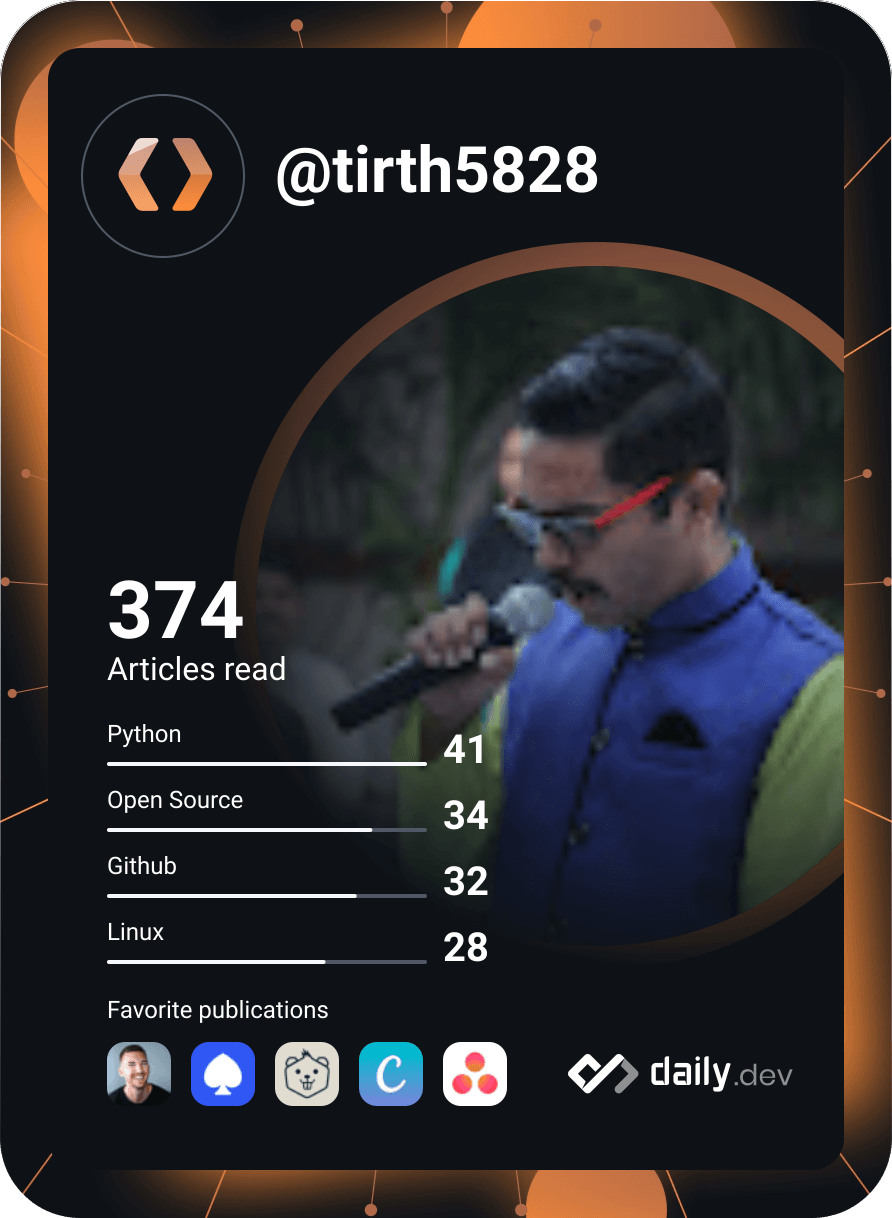 @tirth5828
374
Articles read
Python
41
Open Source
34
Github
32
Linux
28
Favorite publications
C
daily.dev